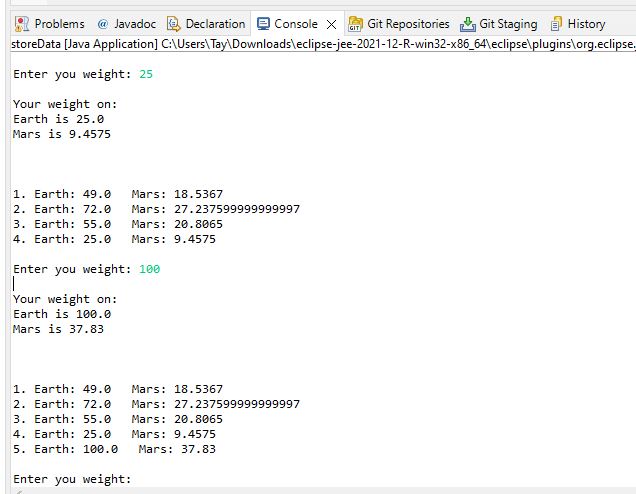 Problems @ Javadoc Declaration Console Git Repositories Git Staging History
storeData [Java Application] C:\Users\Tay\Downloads\eclipse-jee-2021-12-R-win32-x86_64\eclipse\plugins\org.eclipse.
Enter you weight: 25
Your weight on:
Earth is 25.0
Mars is 9.4575
1. Earth: 49.0 Mars: 18.5367
2. Earth: 72.0 Mars: 27.237599999999997
3. Earth: 55.0 Mars: 20.8065
4. Earth: 25.0 Mars: 9.4575
Enter you weight: 100
Your weight on:
Earth is 100.0
Mars is 37.83
1. Earth: 49.0 Mars: 18.5367
2. Earth: 72.0 Mars: 27.237599999999997
3. Earth: 55.0 Mars: 20.8065
4. Earth: 25.0 Mars: 9.4575
5. Earth: 100.0 Mars: 37.83
Enter you weight: